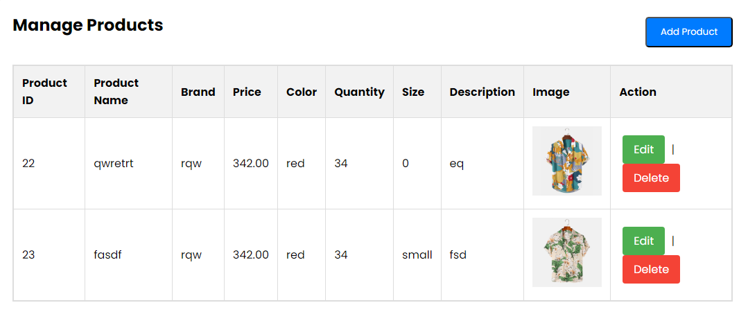 Manage Products
Add Product
Product ID Product Name Brand Price Color Quantity Size Description Image Action
22 qwretrt rqw 342.00 red 34 0 eq Edit | Delete
23 fasdf rqw 342.00 red 34 small fsd Edit | Delete